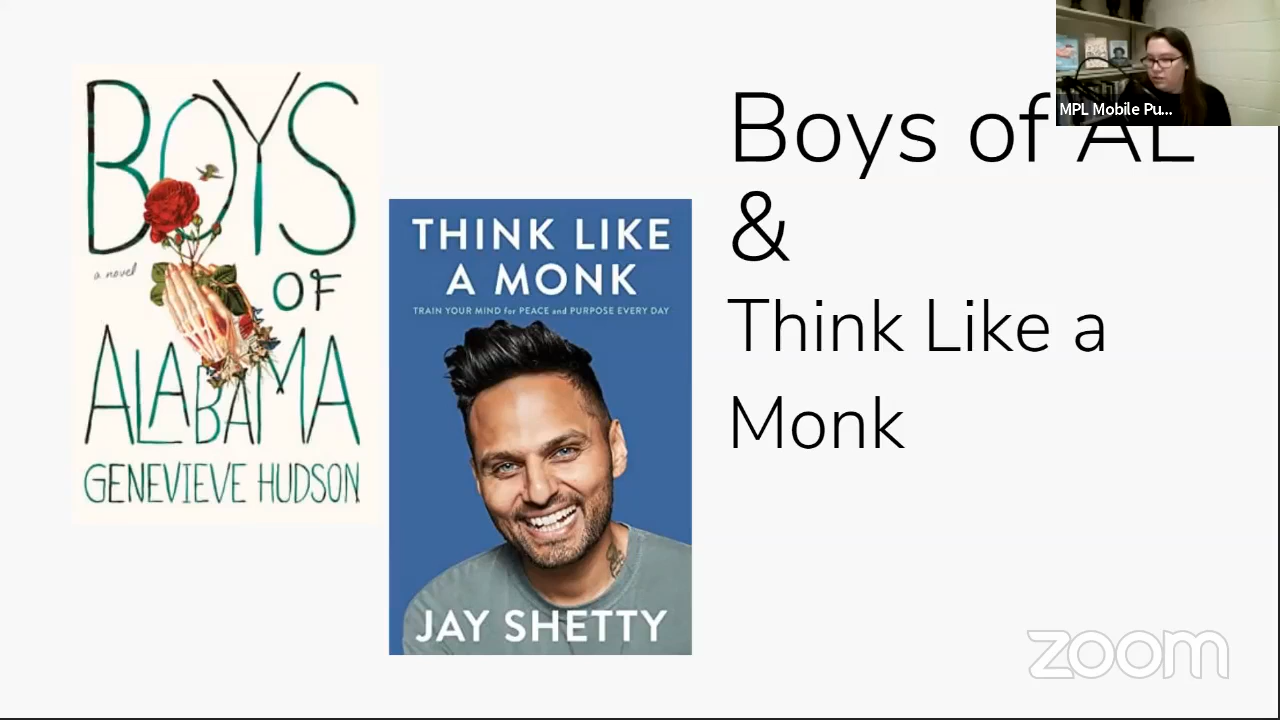 BOYS
a novel
OF
ALABAMA
GENEVIEVE HUDSON
THINK LIKE
A MONK
TRAIN YOUR MIND for PEACE and PURPOSE EVERY DAY
JAY SHETTY
Boys of AL
&
Think Like a
Monk
MPL Mobile Pu...
zoom